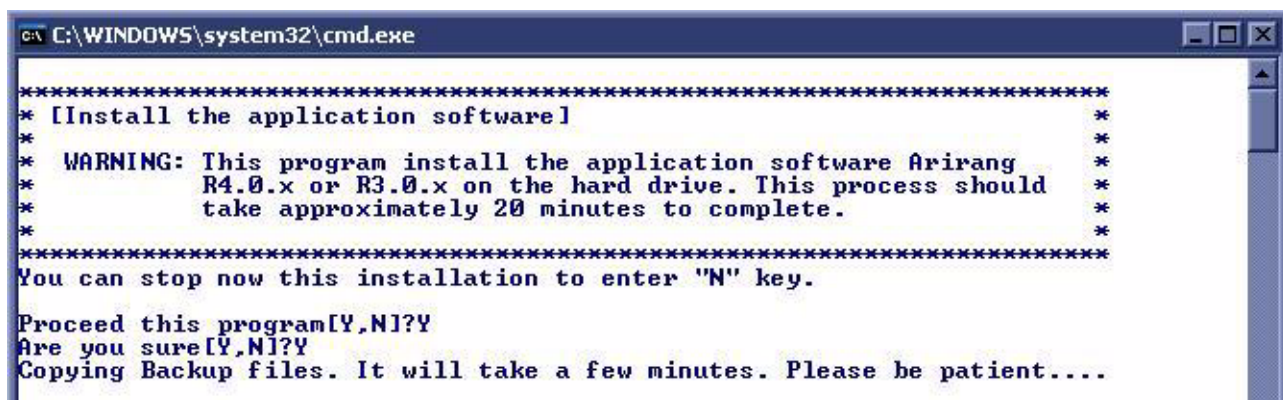 C:\WINDOWS\system32\cmd.exe
***********************************************************************
* [Install the application software] *
* *
* WARNING: This program install the application software Arirang *
* R4.0.x or R3.0.x on the hard drive. This process should *
* take approximately 20 minutes to complete. *
* *
***********************************************************************
You can stop now this installation to enter "N" key.
Proceed this program[Y,N]?Y
Are you sure[Y,N]?Y
Copying Backup files. It will take a few minutes. Please be patient....